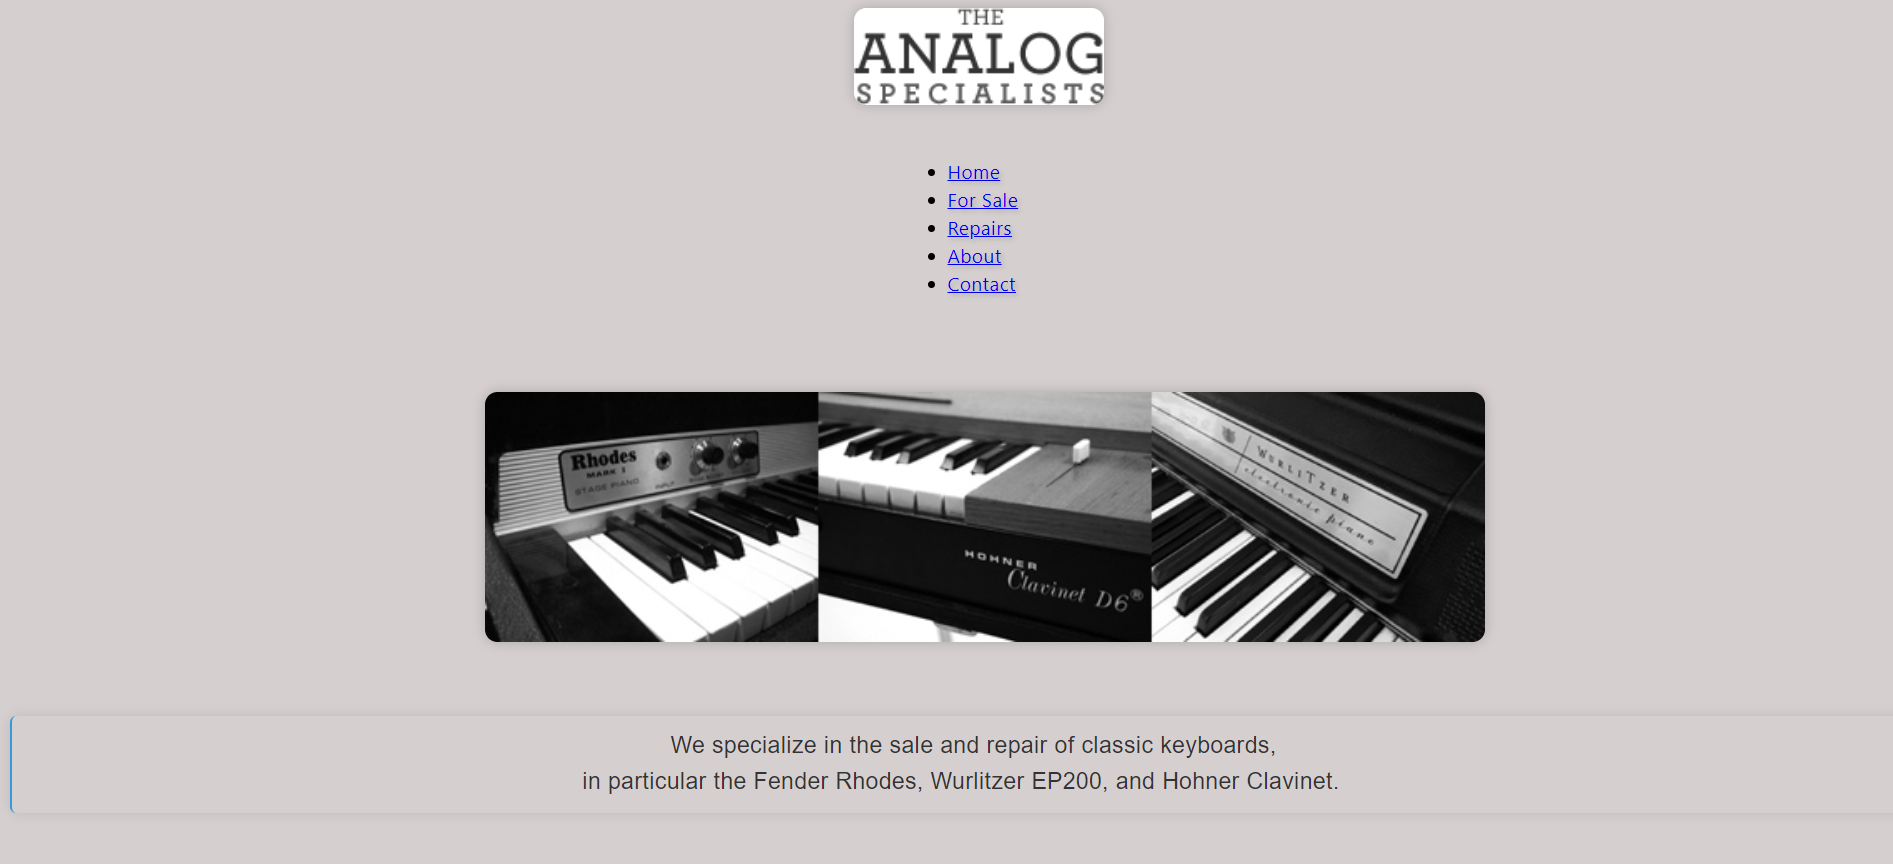 THE
ANALOG
SPECIALISTS
Home
For Sale
Repairs
About
Contact
Rhodes
MARK I
STAGE PIANO
INPUT
HOHNER
Clavinet D6®
WURLITZER
electronic piano
We specialize in the sale and repair of classic keyboards,
in particular the Fender Rhodes, Wurlitzer EP200, and Hohner Clavinet.